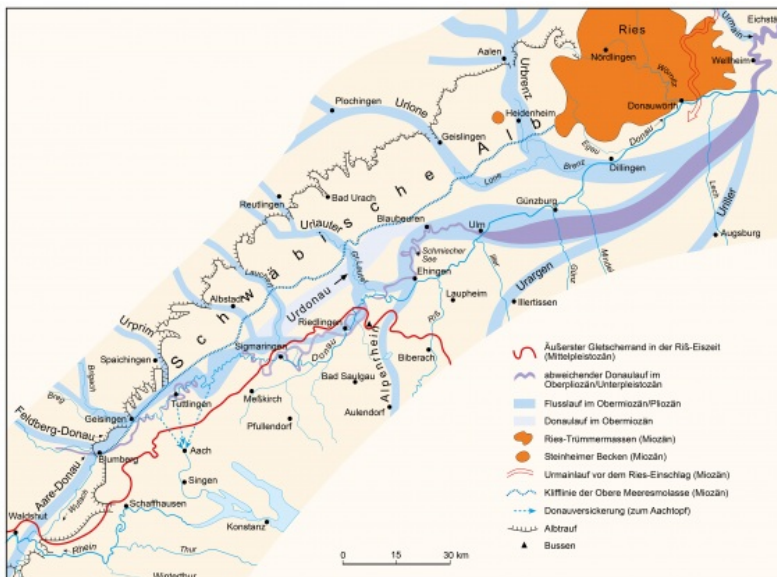 Urmain
Eichstä
Ries
Aalen
Nördlingen
Wellheim
Urbrenz
Wörnitz
Plochingen
Urlone
Donauwörth
Heidenheim
Geislingen
Donau
Egau
Brenz
Dillingen
Lone
Schwäbische Alb
Reutlingen
Bad Urach
Urlauter
Blaubeuren
Günzburg
Ulm
Lech
Uriller
Augsburg
Schmiecher
See
Gr. Lauter
Lauchert
Ehingen
Iller
Günz
Mindel
Urargen
Albstadt
Urdonau
Laupheim
Illertissen
Urprim
Riedlingen
Riß
Spaichingen
Sigmaringen
Donau
Biberach
Alpenrhein
Bad Saulgau
Breg
Brigach
Tuttlingen
Meßkirch
Aulendorf
Geisingen
Pfullendorf
Feldberg-Donau
Blumberg
Aach
Aare-Donau
Singen
Wutach
Schaffhausen
Waldshut
Konstanz
Rhein
Thur
Winterthur
0 15 30 km
Äußerster Gletscherrand in der Riß-Eiszeit
(Mittelpleistozän)
abweichender Donaulauf im
Oberpliozän/Unterpleistozän
Flusslauf im Obermiozän/Pliozän
Donaulauf im Obermiozän
Ries-Trümmermassen (Miozän)
Steinheimer Becken (Miozän)
Urmainlauf vor dem Ries-Einschlag (Miozän)
Klifflinie der Obere Meeresmolasse (Miozän)
Donauversickerung (zum Aachtopf)
Albtrauf
Bussen